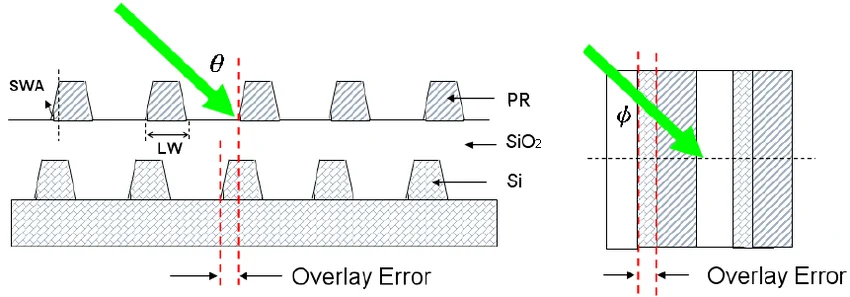 θ
SWA
PR
LW
SiO2
Si
Overlay Error
ϕ
Overlay Error